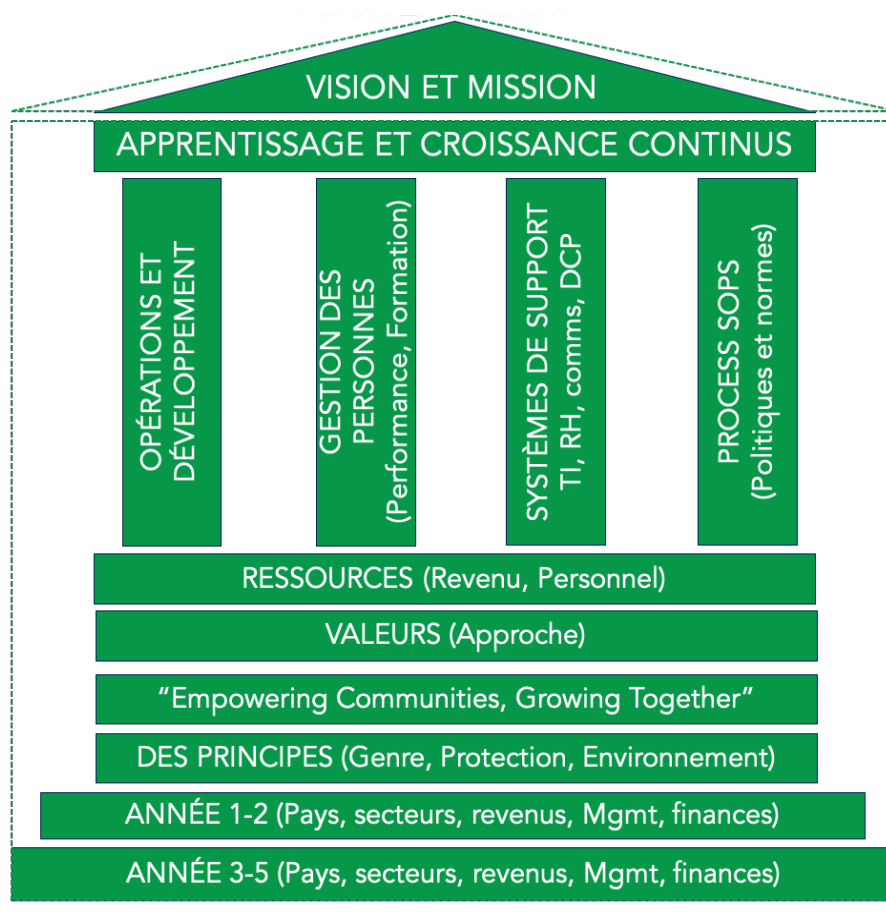 VISION ET MISSION
APPRENTISSAGE ET CROISSANCE CONTINUS
OPÉRATIONS ET
DÉVELOPPEMENT
GESTION DES
PERSONNES
(Performance, Formation)
SYSTÈMES DE SUPPORT
TI, RH, comms, DCP
PROCESS SOPS
(Politiques et normes)
RESSOURCES (Revenu, Personnel)
VALEURS (Approche)
“Empowering Communities, Growing Together”
DES PRINCIPES (Genre, Protection, Environnement)
ANNÉE 1-2 (Pays, secteurs, revenus, Mgmt, finances)
ANNÉE 3-5 (Pays, secteurs, revenus, Mgmt, finances)